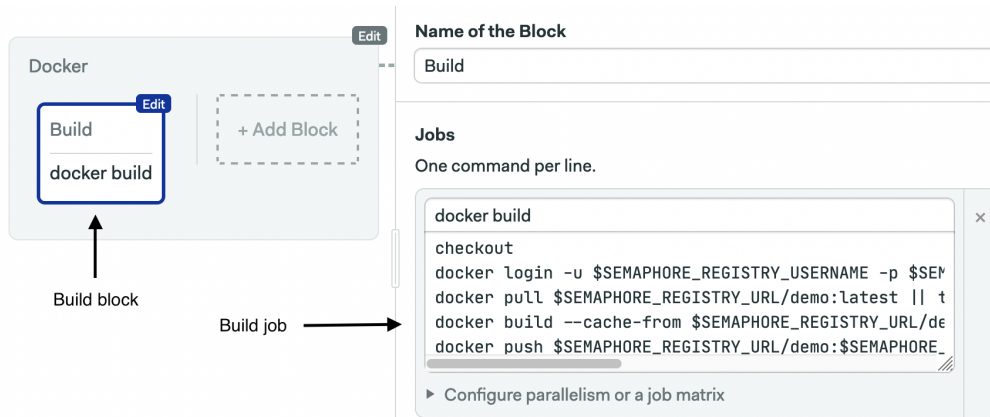 Edit
Docker
Edit
Build
docker build
+ Add Block
Build block
Build job
Name of the Block
Build
Jobs
One command per line.
docker build
checkout
docker login -u $SEMAPHORE_REGISTRY_USERNAME -p $SEM
docker pull $SEMAPHORE_REGISTRY_URL/demo:latest || t
docker build --cache-from $SEMAPHORE_REGISTRY_URL/de
docker push $SEMAPHORE_REGISTRY_URL/demo:$SEMAPHORE_
Configure parallelism or a job matrix